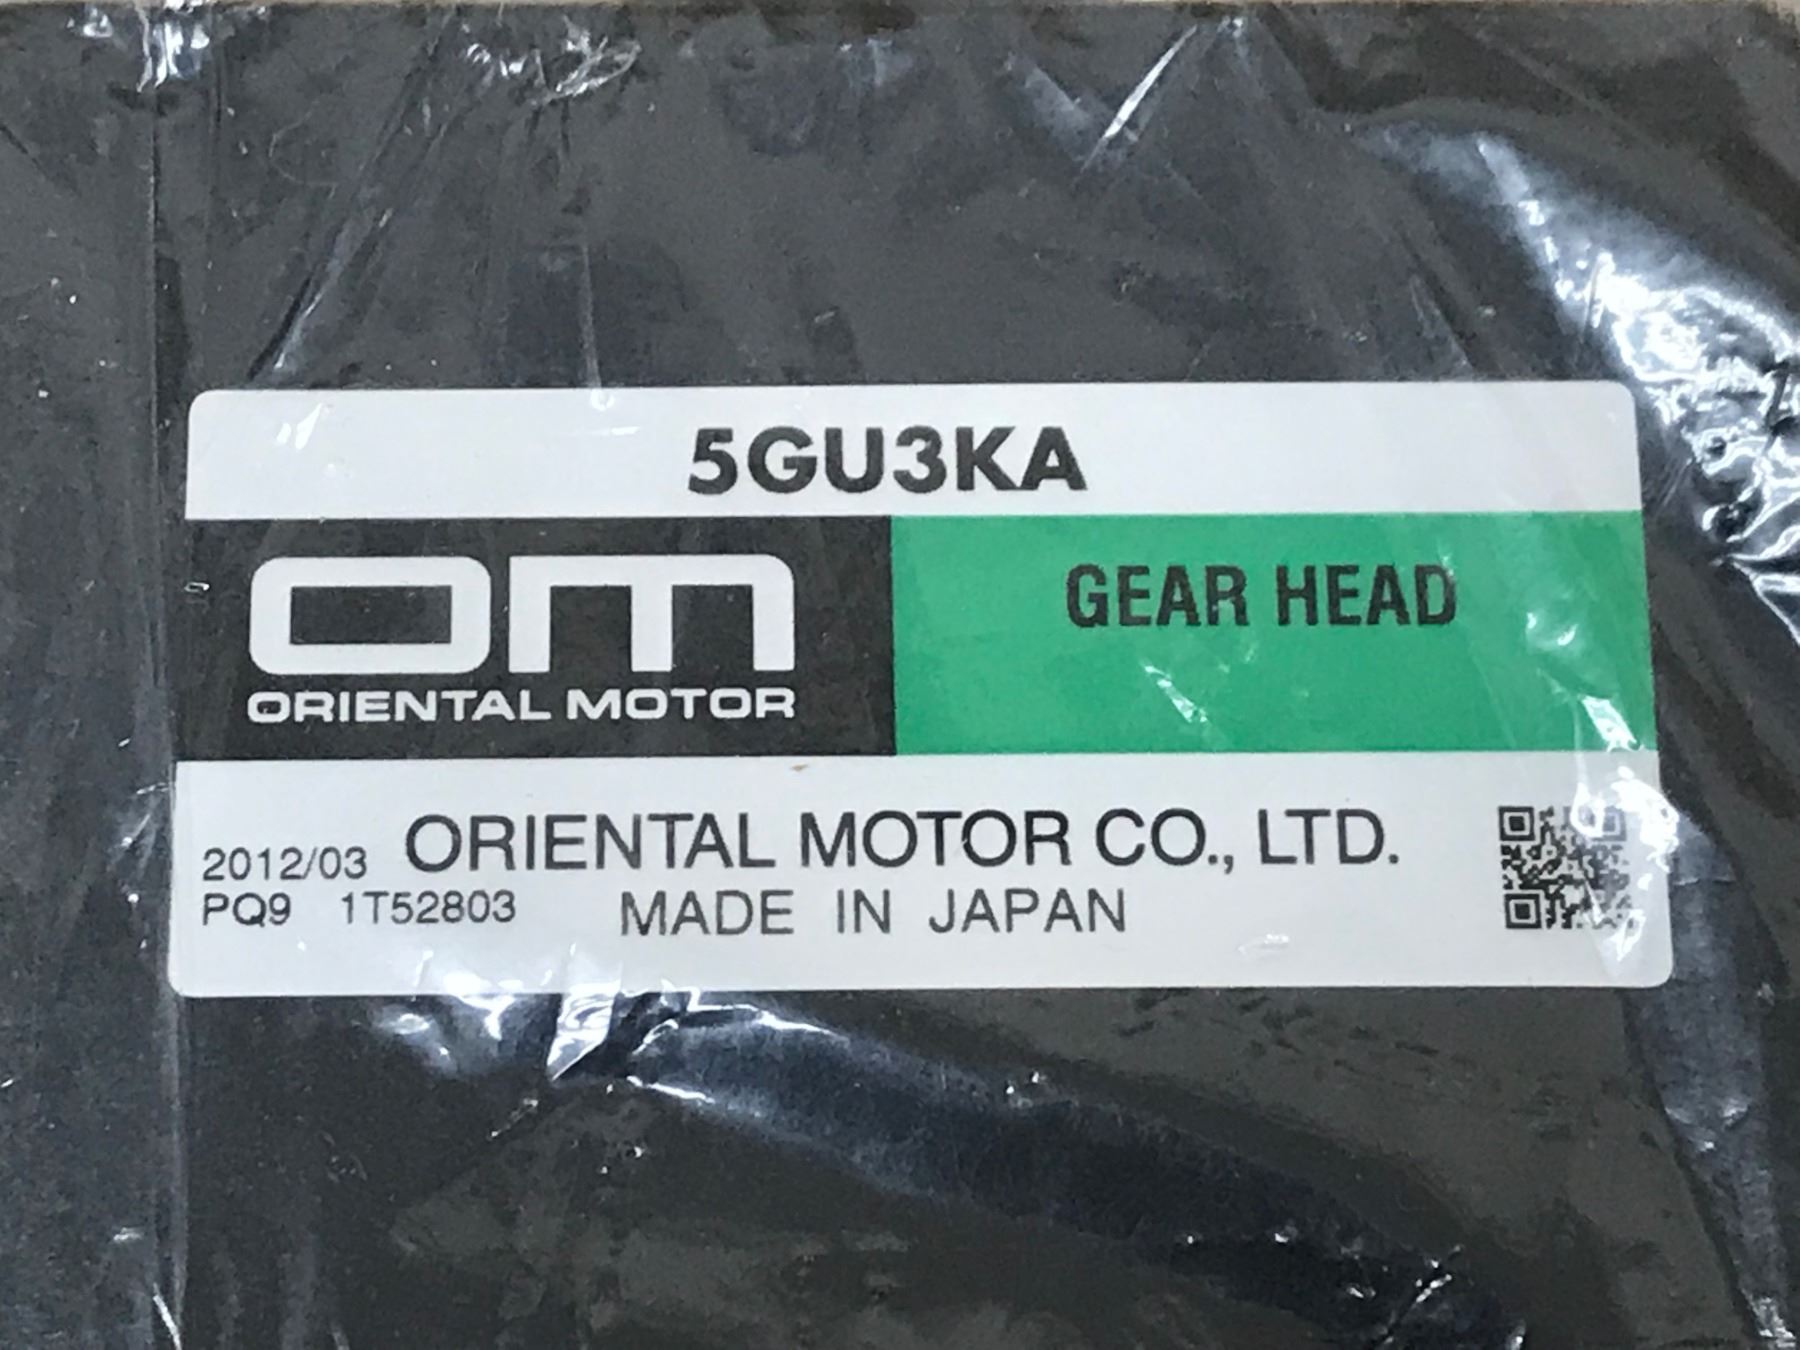 5GU3KA
OM
ORIENTAL MOTOR
GEAR HEAD
2012/03 ORIENTAL MOTOR CO., LTD.
PQ9 1T52803 MADE IN JAPAN